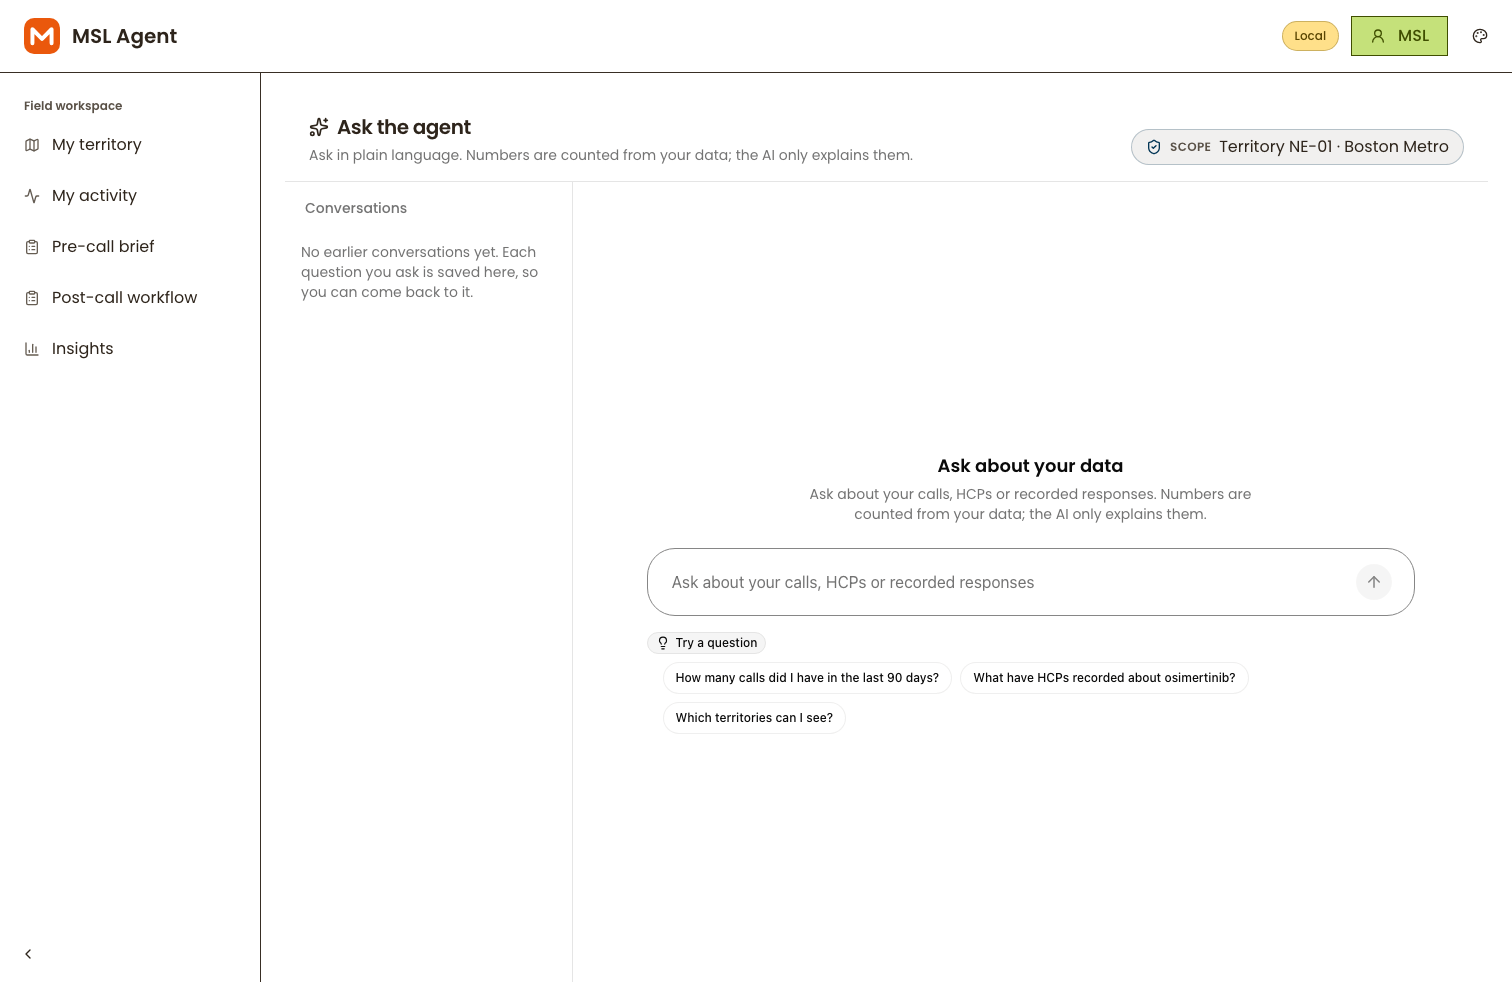 MSL Agent
Local
MSL
Field workspace
My territory
My activity
Pre-call brief
Post-call workflow
Insights
Ask the agent
Ask in plain language. Numbers are counted from your data; the AI only explains them.
SCOPE Territory NE-01 · Boston Metro
Conversations
No earlier conversations yet. Each
question you ask is saved here, so
you can come back to it.
Ask about your data
Ask about your calls, HCPs or recorded responses. Numbers are
counted from your data; the AI only explains them.
Ask about your calls, HCPs or recorded responses
Try a question
How many calls did I have in the last 90 days?
What have HCPs recorded about osimertinib?
Which territories can I see?